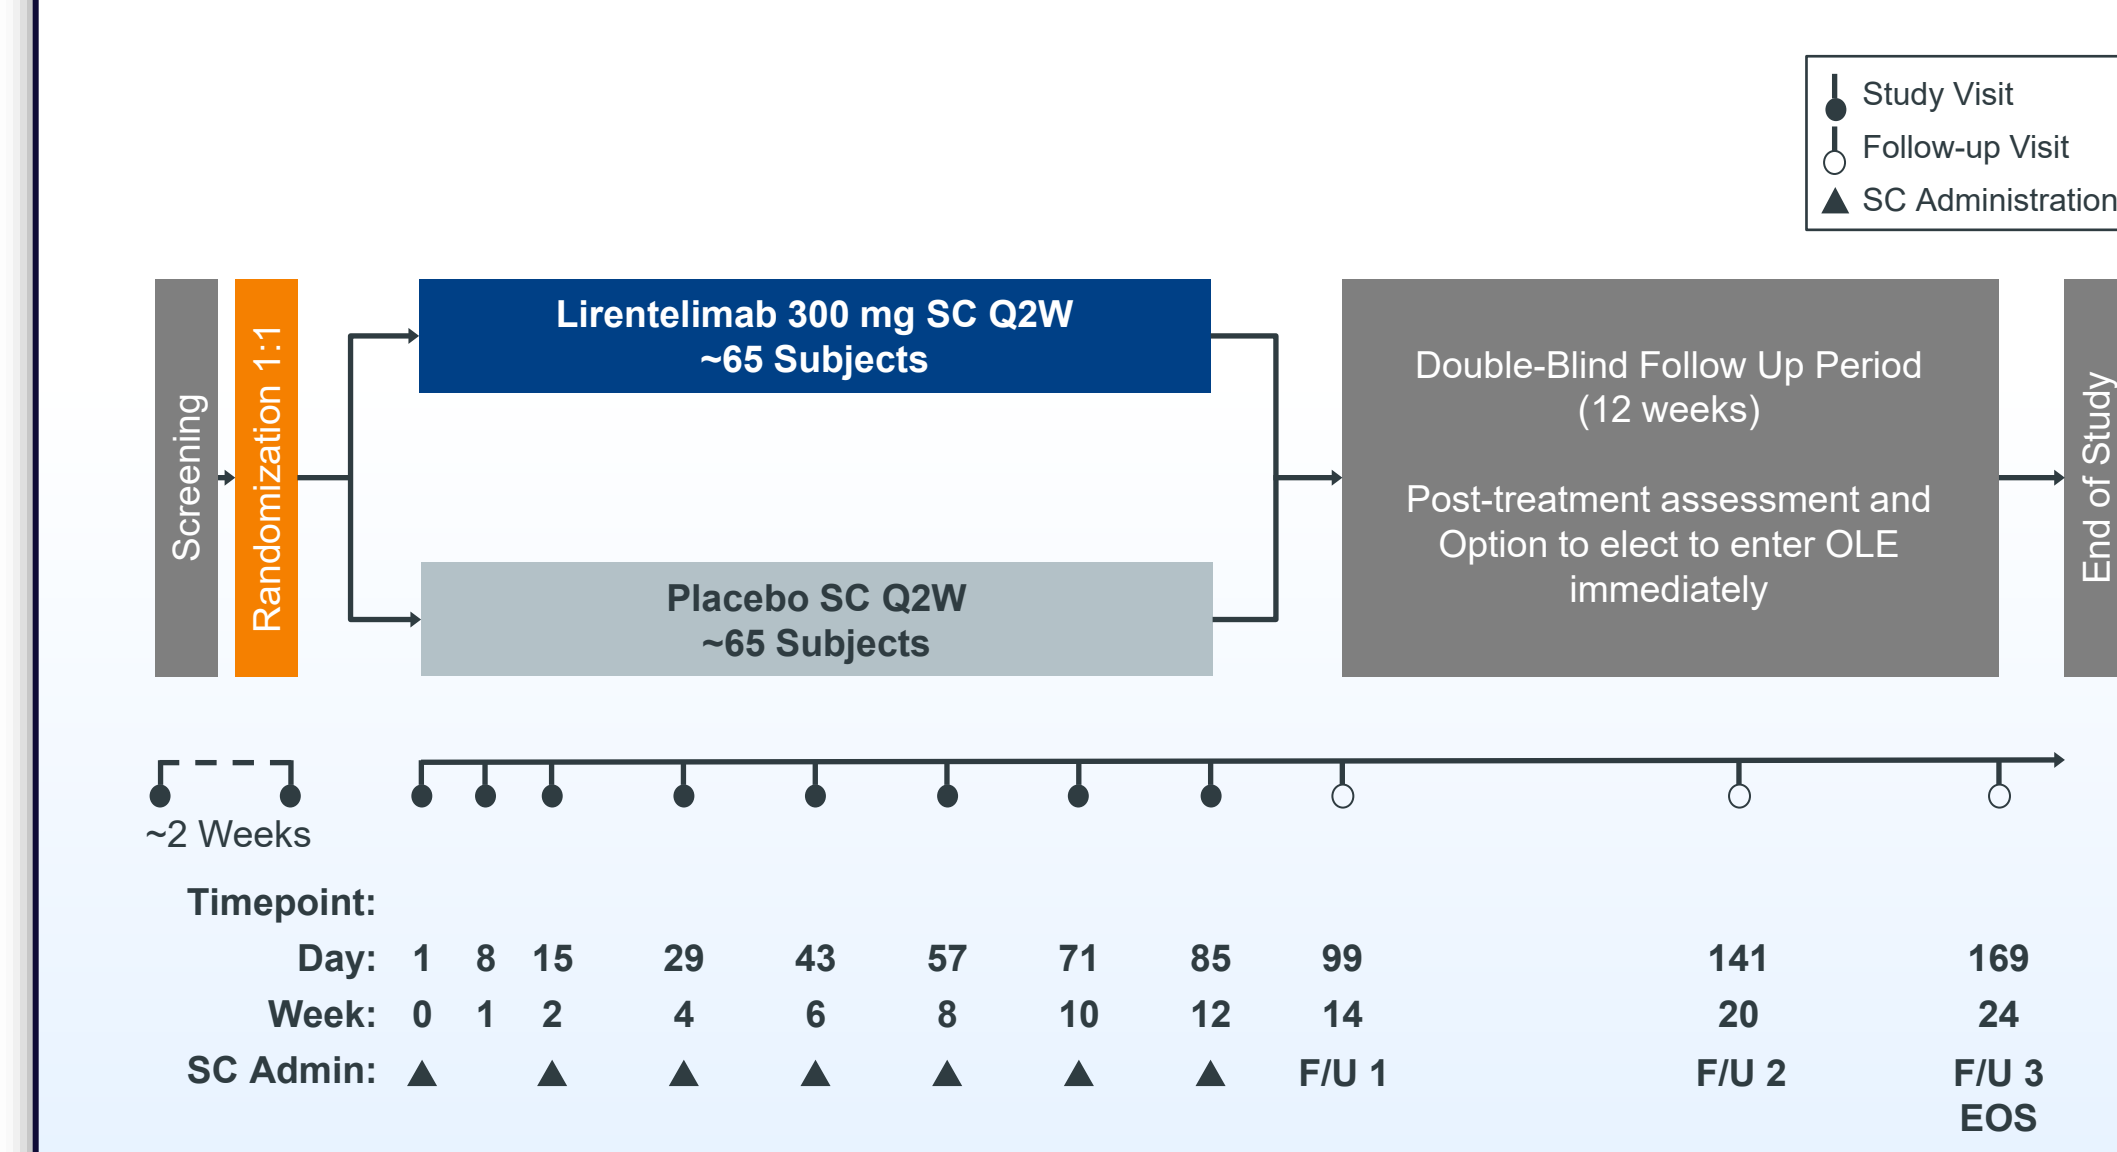 Study Visit
Follow-up Visit
SC Administration
Screening
Randomization 1:1
Lirentelimab 300 mg SC Q2W
~65 Subjects
Placebo SC Q2W
~65 Subjects
Double-Blind Follow Up Period
(12 weeks)
Post-treatment assessment and
Option to elect to enter OLE
immediately
End of Study
~2 Weeks
Timepoint:
Day: 1 8 15 29 43 57 71 85 99 141 169
Week: 0 1 2 4 6 8 10 12 14 20 24
SC Admin: ▲ ▲ ▲ ▲ ▲ ▲ ▲ F/U 1 F/U 2 F/U 3
EOS